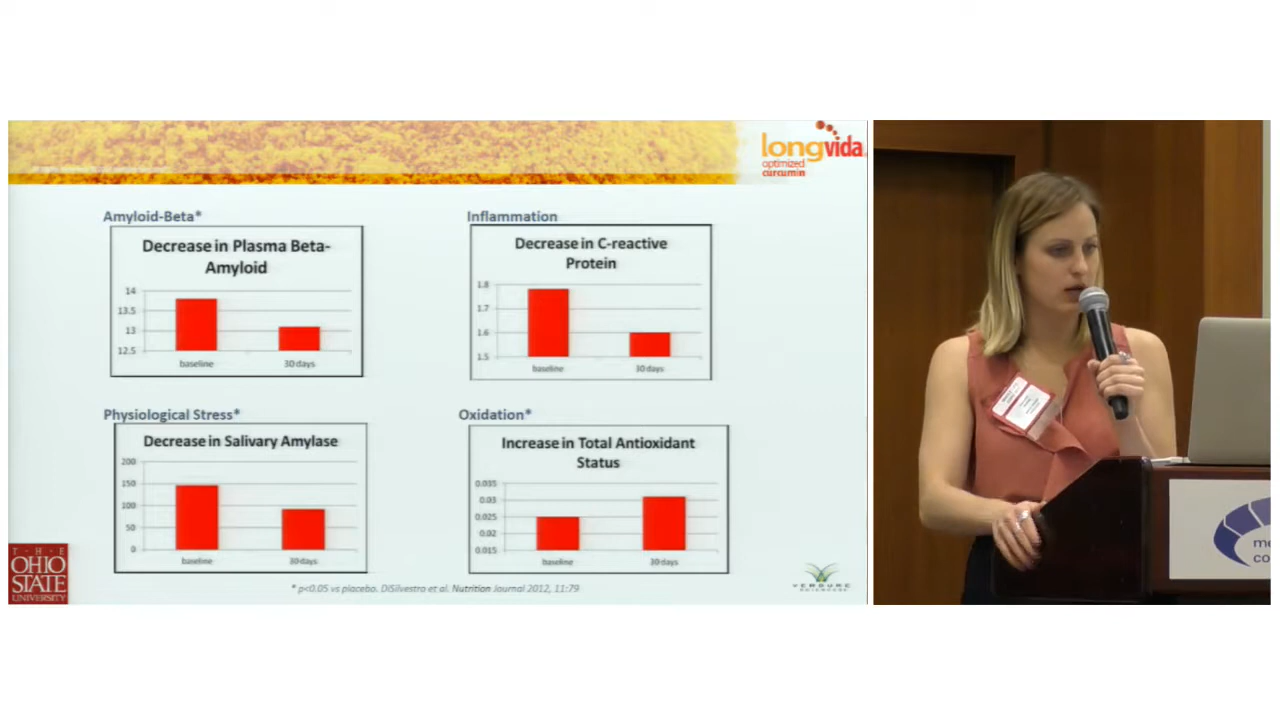 longvida
optimized
curcumin
Amyloid-Beta*
Decrease in Plasma Beta-
Amyloid
14
13.5
13
12.5
baseline
30 days
Inflammation
Decrease in C-reactive
Protein
1.8
1.7
1.6
1.5
baseline
30 days
Physiological Stress*
Decrease in Salivary Amylase
200
150
100
50
0
baseline
30 days
Oxidation*
Increase in Total Antioxidant
Status
0.035
0.03
0.025
0.02
0.015
baseline
30 days
T·H·E
OHIO
STATE
UNIVERSITY
* p<0.05 vs placebo. DiSilvestro et al. Nutrition Journal 2012, 11:79
VERDURE
SCIENCES
me
co